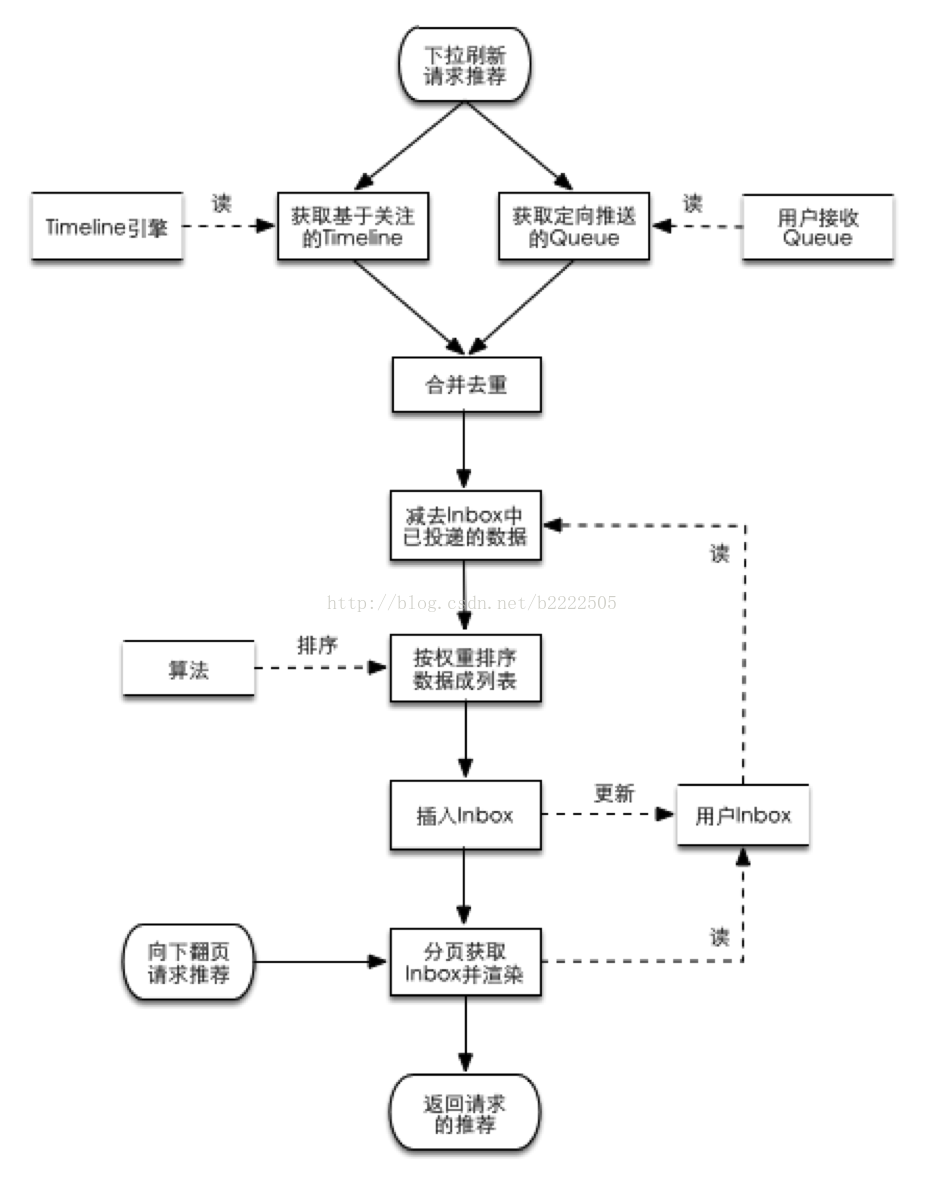 下拉刷新
请求推荐
Timeline引擎
读
获取基于关注
的Timeline
获取定向推送
的Queue
读
用户接收
Queue
合并去重
减去Inbox中
已投递的数据
读
http://blog.csdn.net/b2222505
算法
排序
按权重排序
数据成列表
插入Inbox
更新
用户Inbox
向下翻页
请求推荐
分页获取
Inbox并渲染
读
返回请求
的推荐